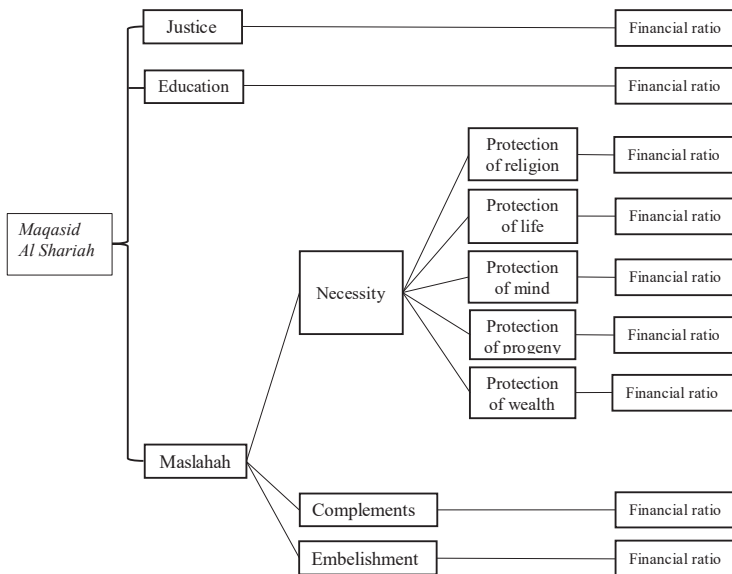 Justice
Financial ratio
Education
Financial ratio
Protection
of religion
Financial ratio
Maqasid
Al Shariah
Protection
of life
Financial ratio
Necessity
Protection
of mind
Financial ratio
Protection
of progeny
Financial ratio
Protection
of wealth
Financial ratio
Maslahah
Complements
Financial ratio
Embelishment
Financial ratio